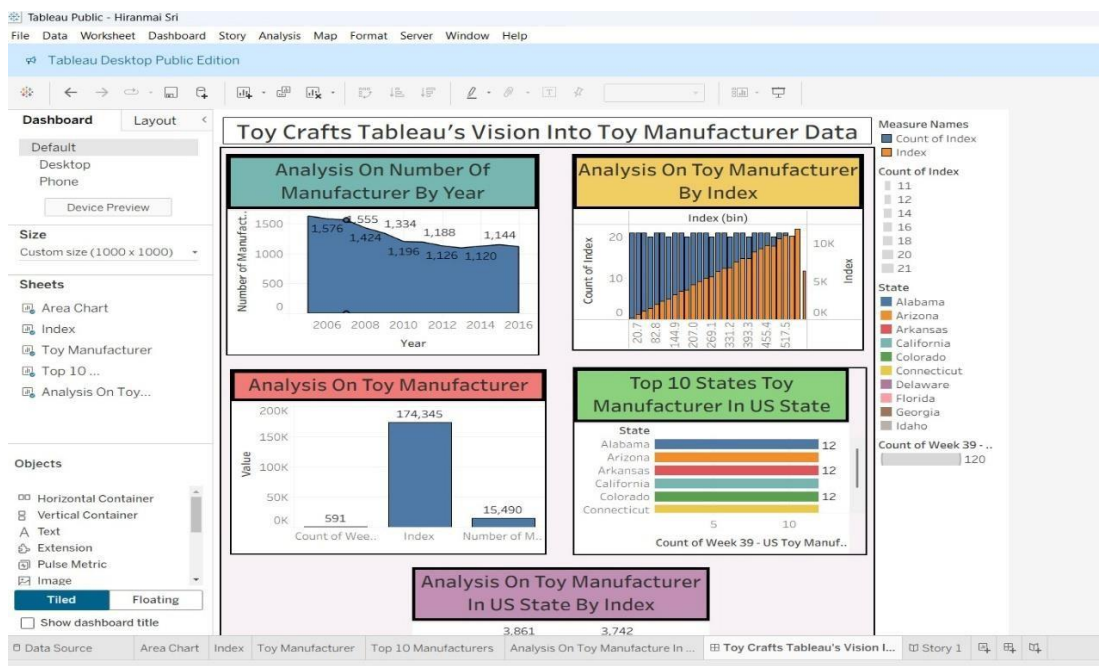 Tableau Public - Hiranmai Sri
File Data Worksheet Dashboard Story Analysis Map Format Server Window Help
Tableau Desktop Public Edition
Dashboard Layout
Default
Desktop
Phone
Device Preview
Size
Custom size (1000 x 1000)
Sheets
Area Chart
Index
Toy Manufacturer
Top 10 ...
Analysis On Toy...
Objects
Horizontal Container
Vertical Container
Text
Extension
Pulse Metric
Image
Tiled Floating
Show dashboard title
Toy Crafts Tableau's Vision Into Toy Manufacturer Data
Analysis On Number Of
Manufacturer By Year
Number of Manufact..
1500
1000
500
0
1,576 1,555 1,424 1,334 1,196 1,188 1,126 1,120 1,144
2006 2008 2010 2012 2014 2016
Year
Analysis On Toy Manufacturer
By Index
Index (bin)
Count of Index
20
10
0
10K
5K
0K
Index
20.7 82.8 144.9 207.0 269.1 331.2 393.3 455.4 517.5
Analysis On Toy Manufacturer
Value
200K
150K
100K
50K
0K
591 174,345 15,490
Count of Wee.. Index Number of M..
Top 10 States Toy
Manufacturer In US State
State
Alabama 12
Arizona
Arkansas 12
California
Colorado 12
Connecticut
5 10
Count of Week 39 - US Toy Manuf..
Analysis On Toy Manufacturer
In US State By Index
3,861 3,742
Measure Names
Count of Index
Index
Count of Index
11
12
14
16
18
20
21
State
Alabama
Arizona
Arkansas
California
Colorado
Connecticut
Delaware
Florida
Georgia
Idaho
Count of Week 39 - ..
120
Data Source Area Chart Index Toy Manufacturer Top 10 Manufacturers Analysis On Toy Manufacture In ... Toy Crafts Tableau's Vision I... Story 1